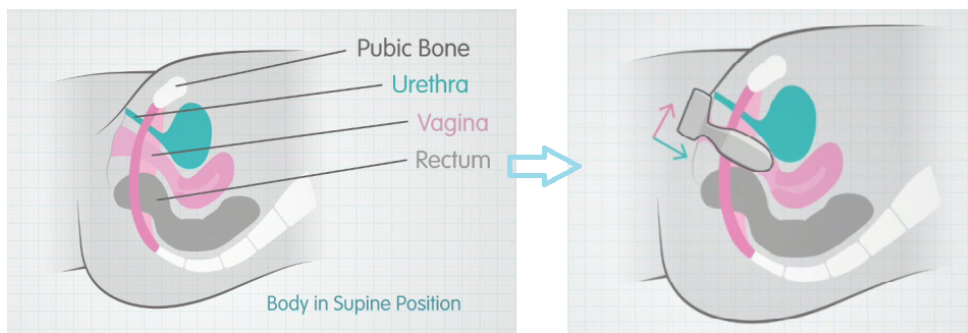 Pubic Bone
Urethra
Vagina
Rectum
Body in Supine Position